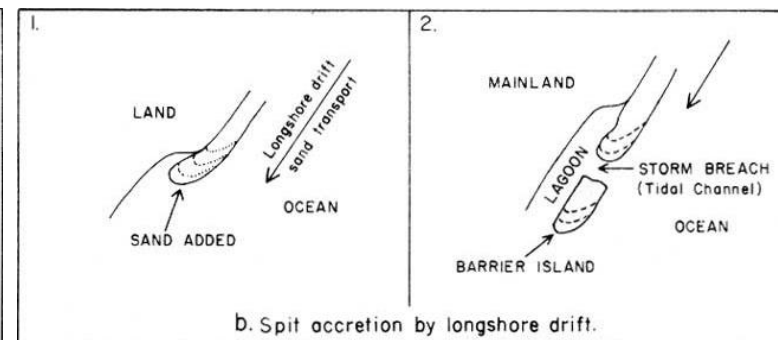 1.
LAND
Longshore drift
sand transport
OCEAN
SAND ADDED
2.
MAINLAND
LAGOON
STORM BREACH
(Tidal Channel)
OCEAN
BARRIER ISLAND
b. Spit accretion by longshore drift.